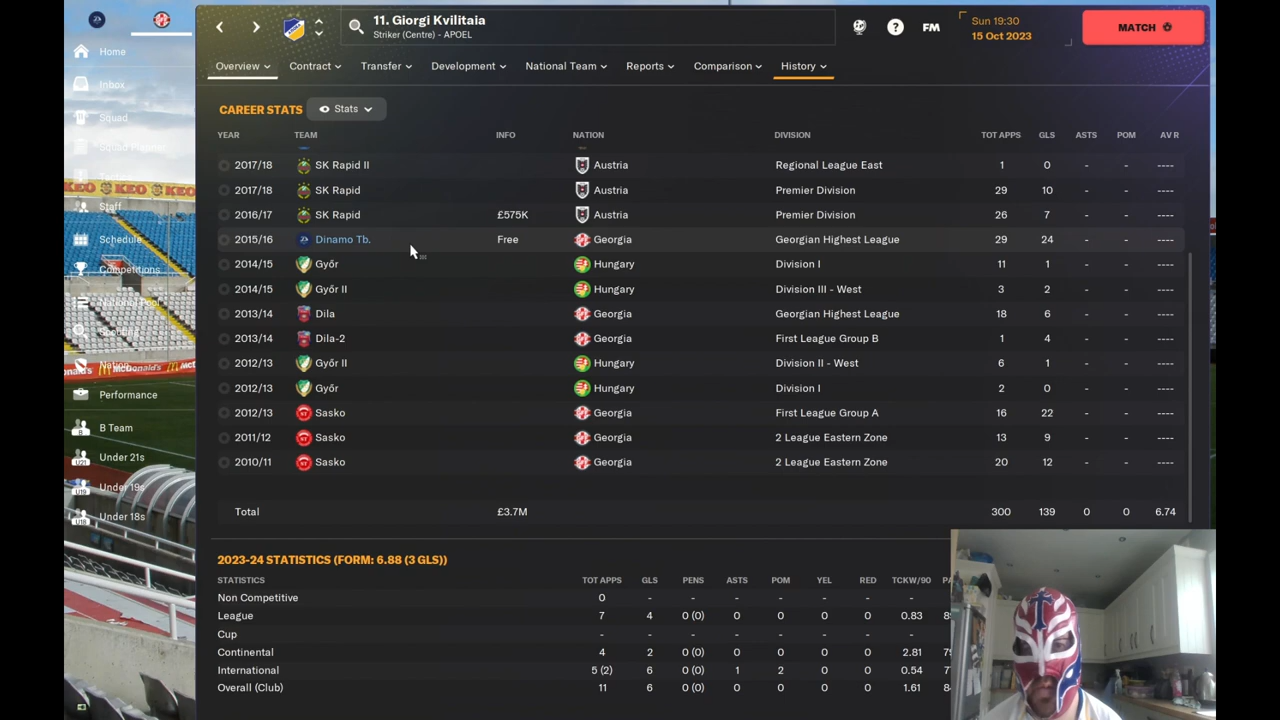 11. Giorgi Kvilitaia
Striker (Centre) - APOEL
FM
Sun 19:30
15 Oct 2023
MATCH
Home
Inbox
Squad
Squad Planner
Staff
Schedule
Competitions
National Pool
Scouting
Performance
B Team
Under 21s
Under 19s
Under 18s
KEO KEO
McDonald's
Overview Contract Transfer Development National Team Reports Comparison History
CAREER STATS Stats
YEAR TEAM INFO NATION DIVISION TOT APPS GLS ASTS POM AV R
2017/18 SK Rapid II Austria Regional League East 1 0 - - ----
2017/18 SK Rapid Austria Premier Division 29 10 - - ----
2016/17 SK Rapid £575K Austria Premier Division 26 7 - - ----
2015/16 Dinamo Tb. Free Georgia Georgian Highest League 29 24 - - ----
2014/15 Győr Hungary Division I 11 1 - - ----
2014/15 Győr II Hungary Division III - West 3 2 - - ----
2013/14 Dila Georgia Georgian Highest League 18 6 - - ----
2013/14 Dila-2 Georgia First League Group B 1 4 - - ----
2012/13 Győr II Hungary Division II - West 6 1 - - ----
2012/13 Győr Hungary Division I 2 0 - - ----
2012/13 Sasko Georgia First League Group A 16 22 - - ----
2011/12 Sasko Georgia 2 League Eastern Zone 13 9 - - ----
2010/11 Sasko Georgia 2 League Eastern Zone 20 12 - - ----
Total £3.7M 300 139 0 0 6.74
2023-24 STATISTICS (FORM: 6.88 (3 GLS))
STATISTICS TOT APPS GLS PENS ASTS POM YEL RED TCKW/90
Non Competitive 0 - - - - - - -
League 7 4 0 (0) 0 0 0 0 0.83
Cup - - - - - - - -
Continental 4 2 0 (0) 0 0 0 0 2.81
International 5 (2) 6 0 (0) 1 2 0 0 0.54
Overall (Club) 11 6 0 (0) 0 0 0 0 1.61